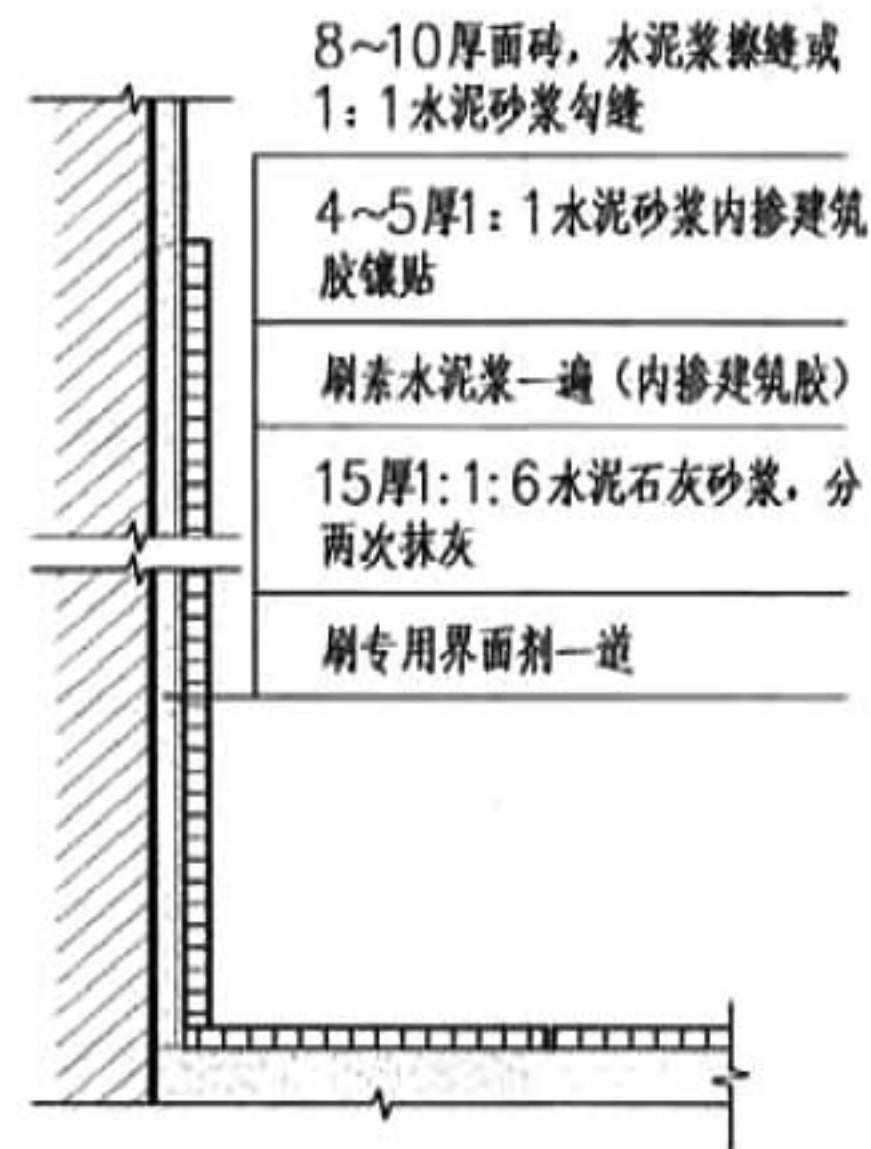 8～10厚面砖，水泥浆擦缝或
1：1水泥砂浆勾缝
4～5厚1：1水泥砂浆内掺建筑
胶镶贴
刷素水泥浆一遍（内掺建筑胶）
15厚1:1:6水泥石灰砂浆，分
两次抹灰
刷专用界面剂一道